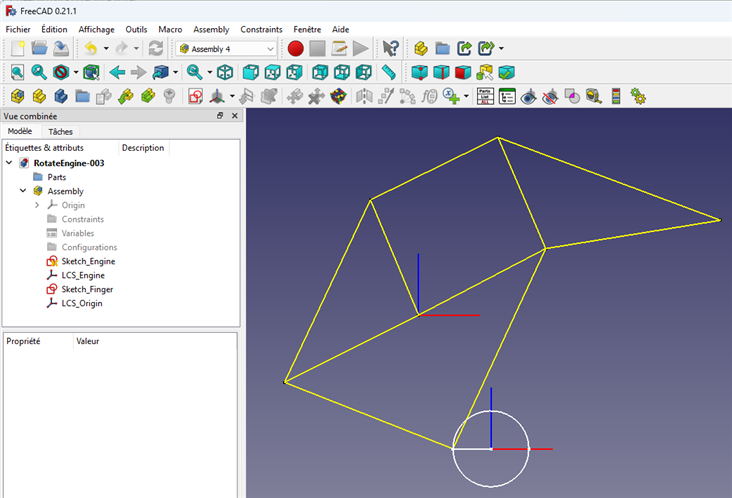 FreeCAD 0.21.1
Fichier Édition Affichage Outils Macro Assembly Constraints Fenêtre Aide
Assembly 4
Parts List ALL
Vue combinée
Modèle Tâches
Étiquettes & attributs Description
RotateEngine-003
Parts
Assembly
Origin
Constraints
Variables
Configurations
Sketch_Engine
LCS_Engine
Sketch_Finger
LCS_Origin
Propriété Valeur